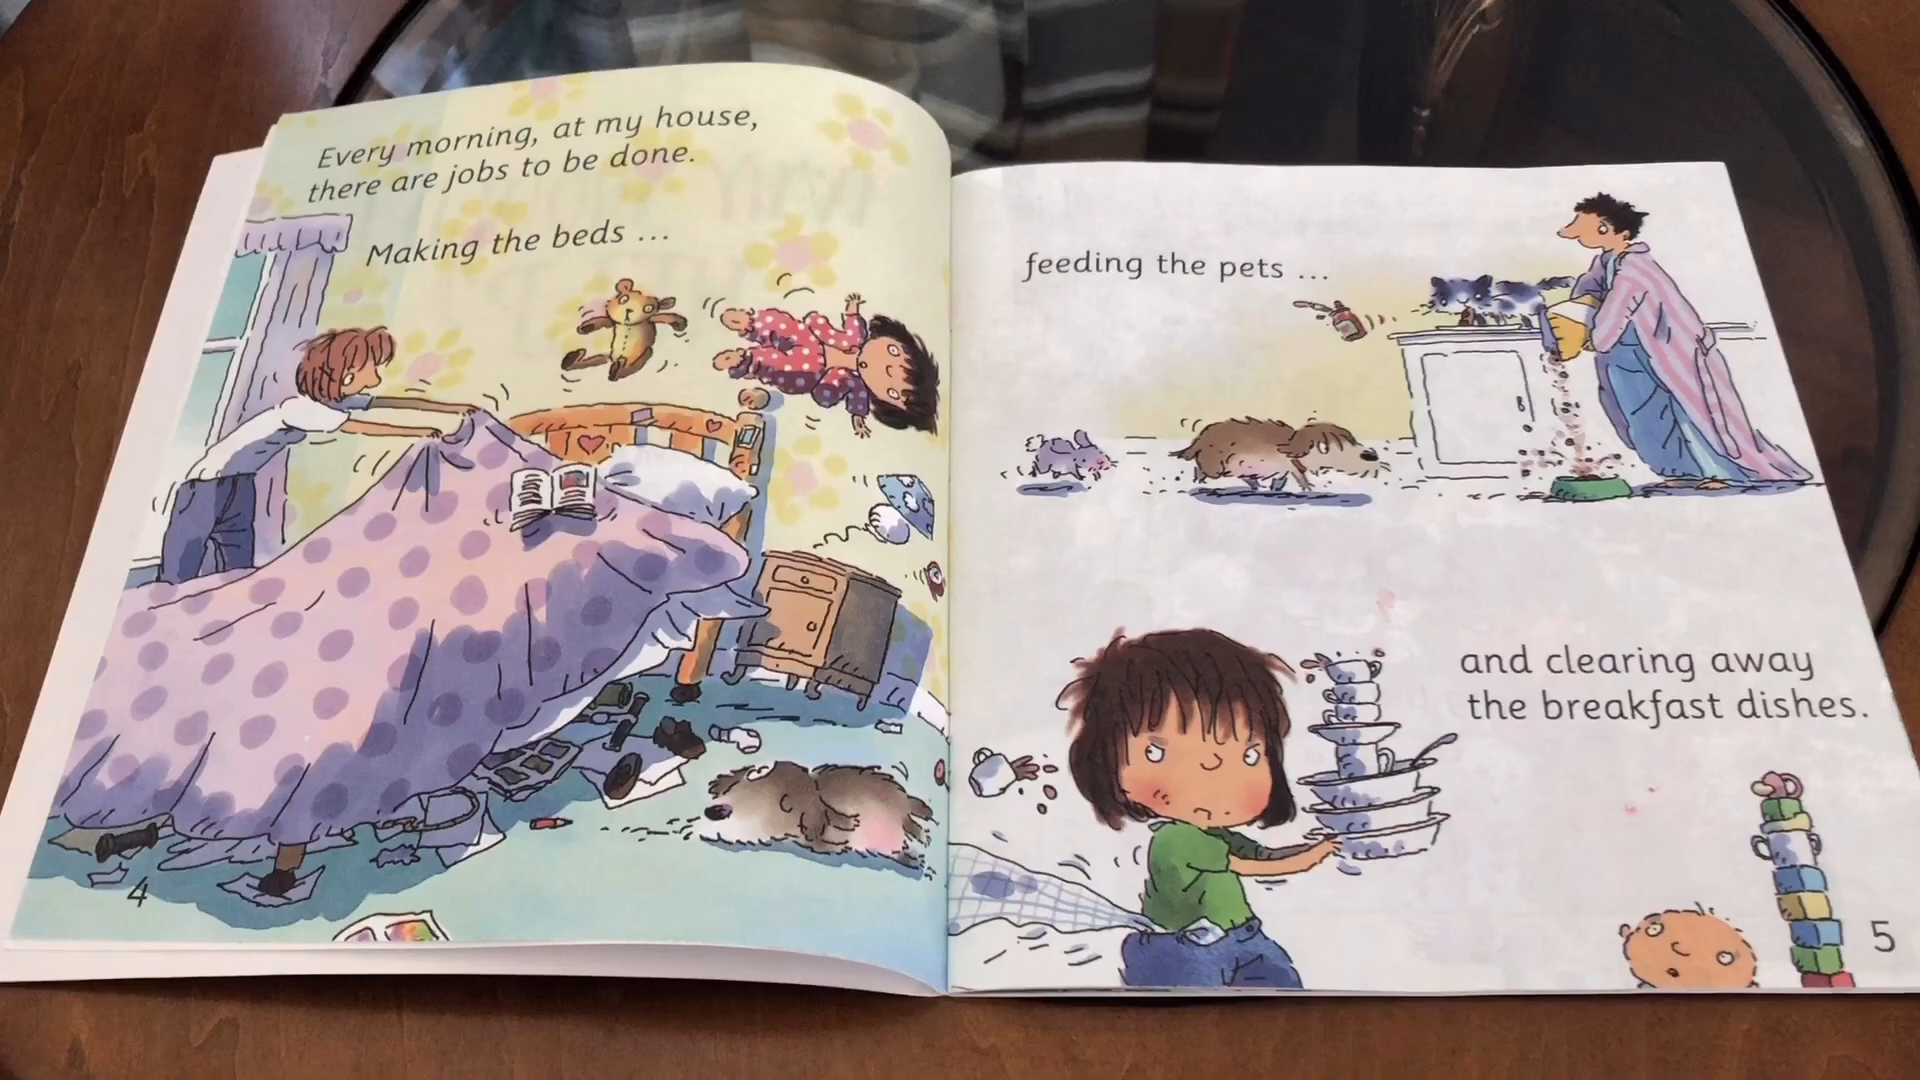 Every morning, at my house,
there are jobs to be done.
Making the beds ...
4
feeding the pets ...
and clearing away
the breakfast dishes.
5